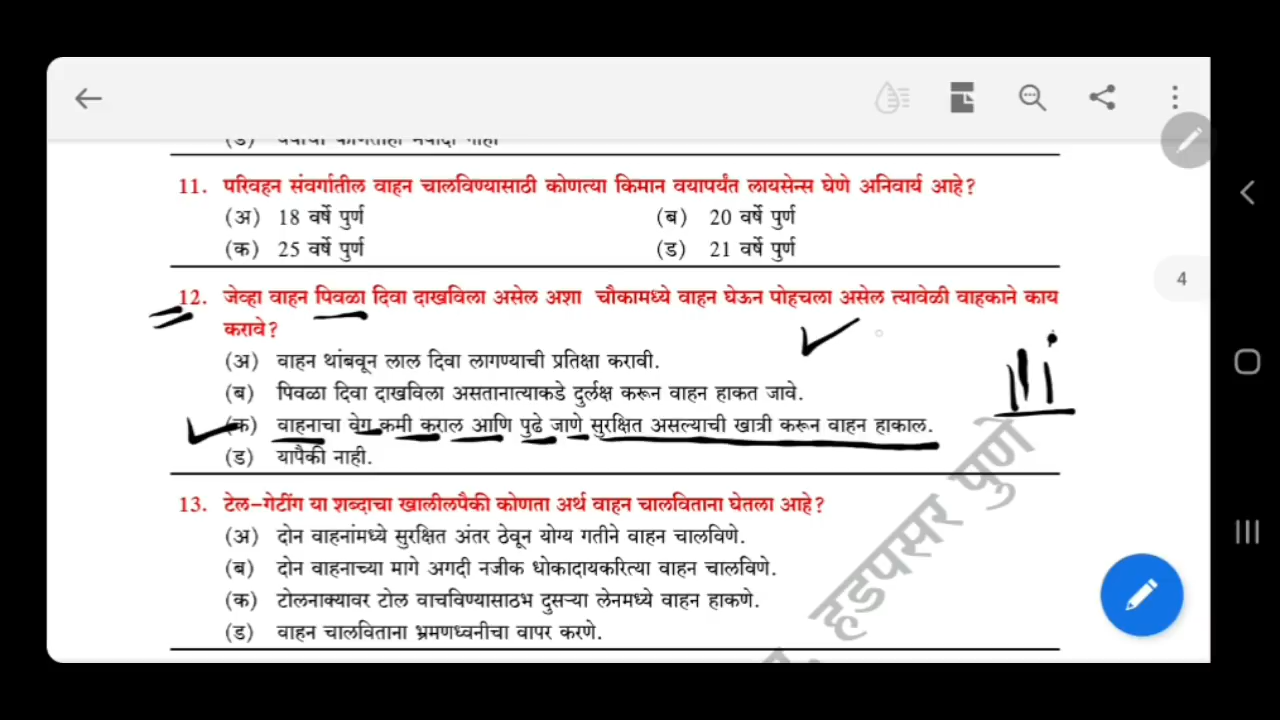 4
11. परिवहन संवर्गातील वाहन चालविण्यासाठी कोणत्या किमान वयापर्यंत लायसेन्स घेणे अनिवार्य आहे?
(अ) 18 वर्षे पुर्ण (ब) 20 वर्षे पुर्ण
(क) 25 वर्षे पुर्ण (ड) 21 वर्षे पुर्ण
12. जेव्हा वाहन पिवळा दिवा दाखविला असेल अशा चौकामध्ये वाहन घेऊन पोहचला असेल त्यावेळी वाहकाने काय
करावे?
(अ) वाहन थांबवून लाल दिवा लागण्याची प्रतिक्षा करावी.
(ब) पिवळा दिवा दाखविला असतानात्याकडे दुर्लक्ष करून वाहन हाकत जावे.
(क) वाहनाचा वेग कमी कराल आणि पुढे जाणे सुरक्षित असल्याची खात्री करून वाहन हाकाल.
(ड) यापैकी नाही.
13. टेल-गेटींग या शब्दाचा खालीलपैकी कोणता अर्थ वाहन चालविताना घेतला आहे?
(अ) दोन वाहनांमध्ये सुरक्षित अंतर ठेवून योग्य गतीने वाहन चालविणे.
(ब) दोन वाहनाच्या मागे अगदी नजीक धोकादायकरित्या वाहन चालविणे.
(क) टोलनाक्यावर टोल वाचविण्यासाठभ दुसऱ्या लेनमध्ये वाहन हाकणे.
(ड) वाहन चालविताना भ्रमणध्वनीचा वापर करणे.
हडपसर पुणे